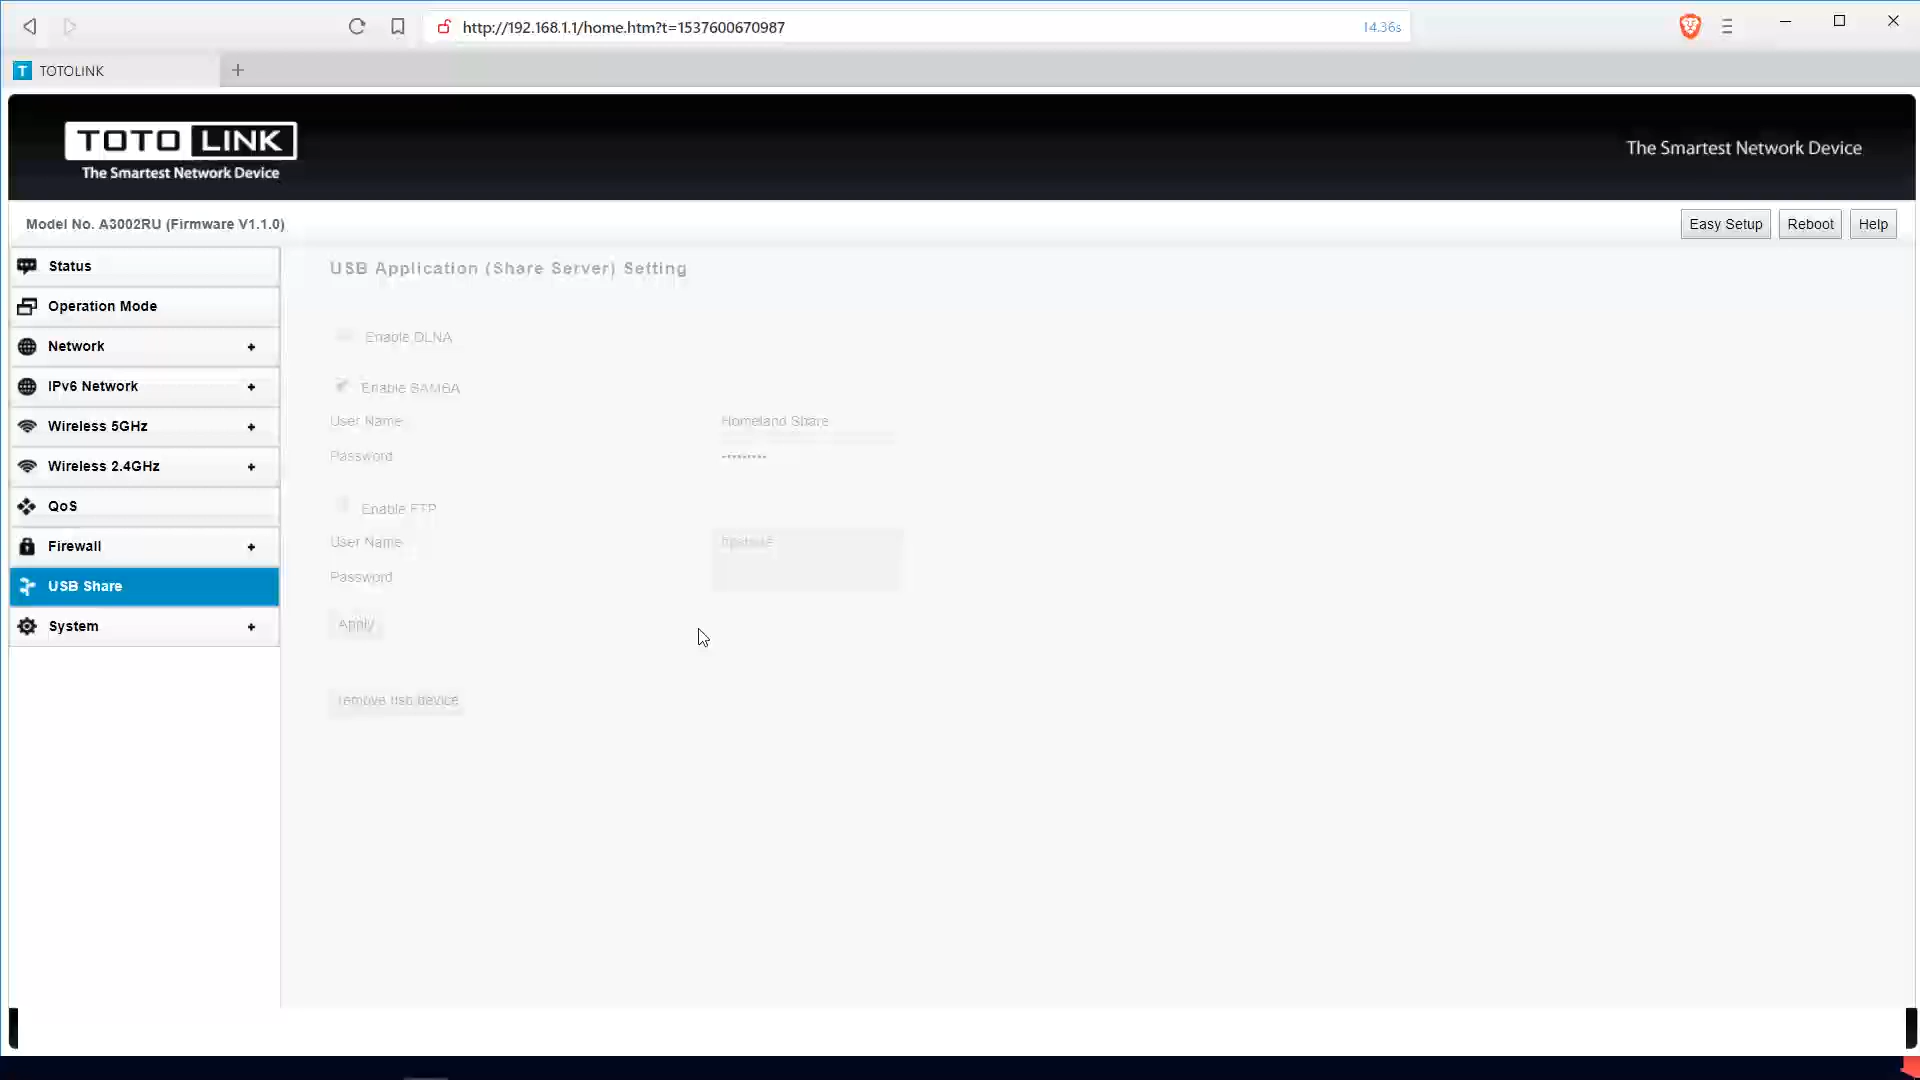 http://192.168.1.1/home.htm?t=1537600670987
14.36s
T TOTOLINK
TOTO LINK
The Smartest Network Device
The Smartest Network Device
Model No. A3002RU (Firmware V1.1.0)
Easy Setup
Reboot
Help
Status
Operation Mode
Network
IPv6 Network
Wireless 5GHz
Wireless 2.4GHz
QoS
Firewall
USB Share
System
USB Application (Share Server) Setting
Enable DLNA
Enable SAMBA
User Name
Homeland Share
Password
Enable FTP
User Name
Password
Apply
remove usb device